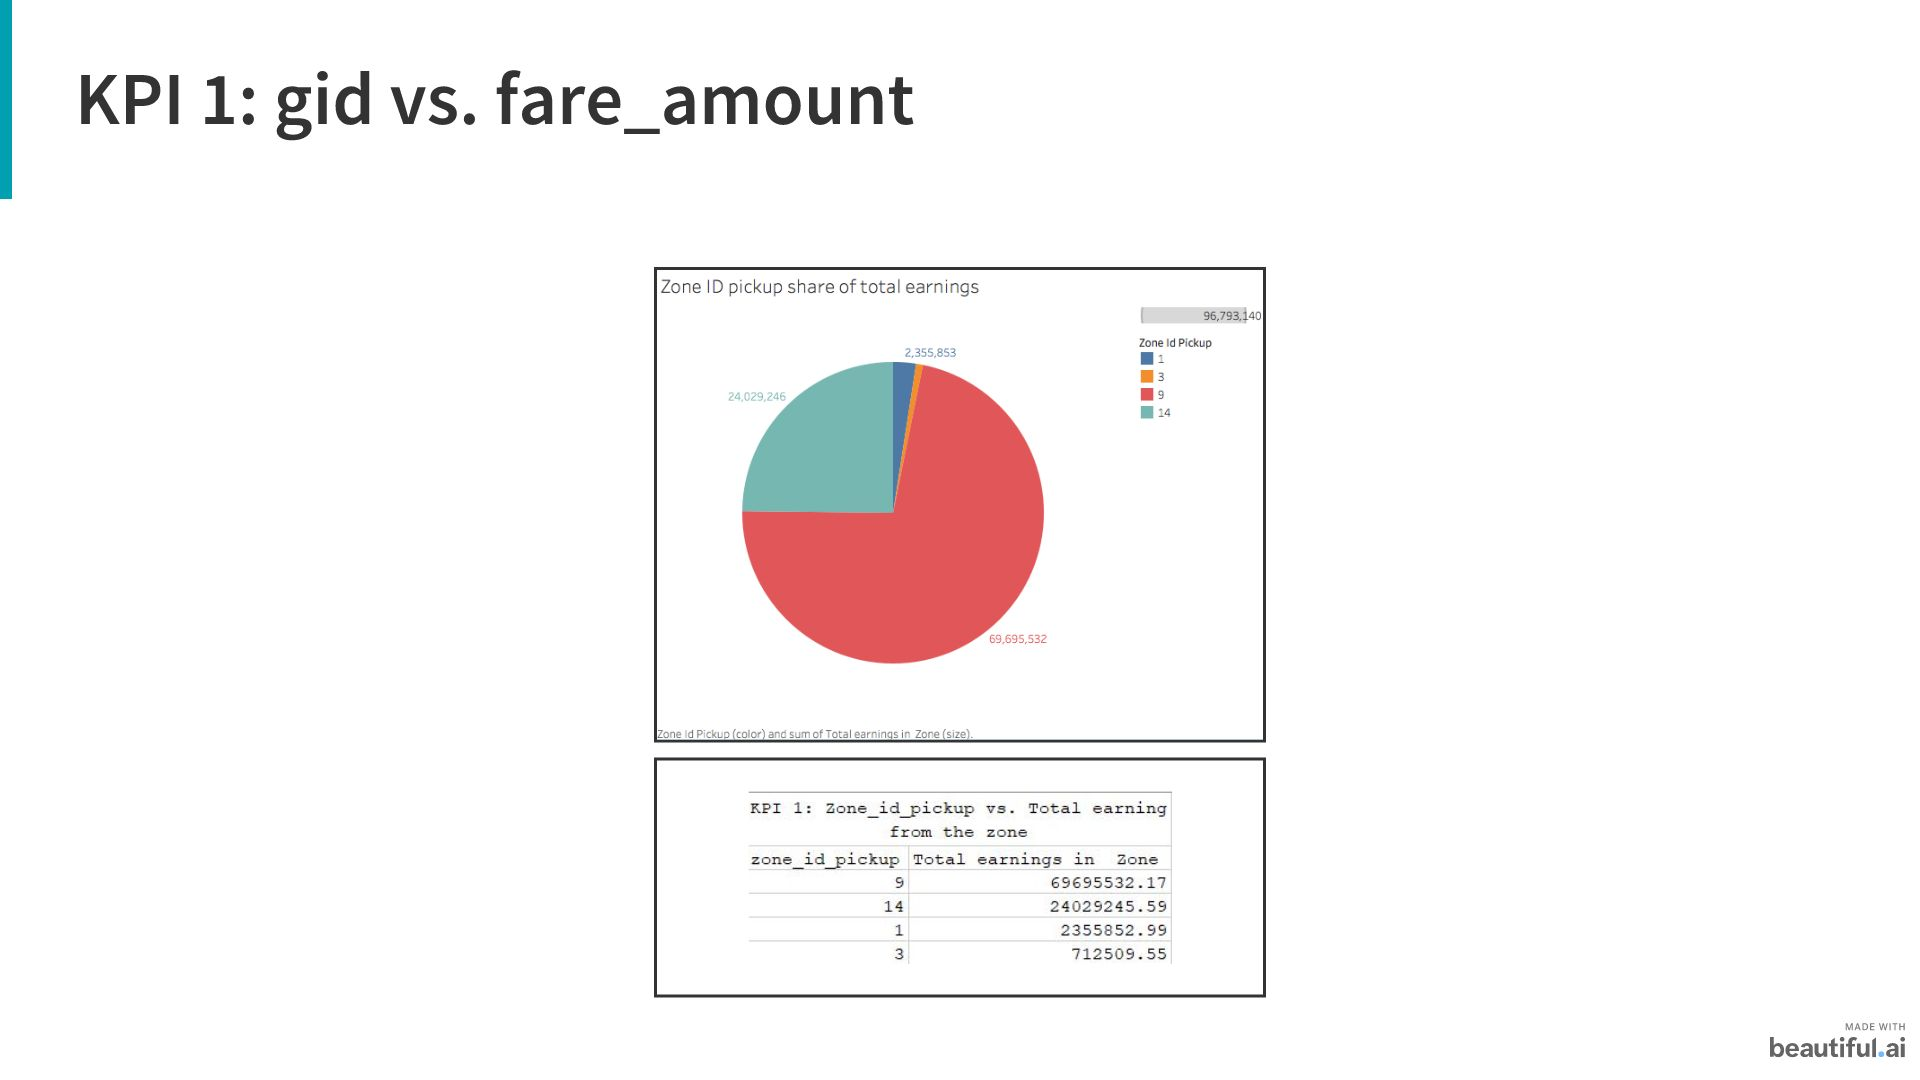 KPI 1: gid vs. fare_amount
Zone ID pickup share of total earnings
96,793,140
Zone Id Pickup
1
3
9
14
2,355,853
24,029,246
69,695,532
Zone Id Pickup (color) and sum of Total earnings in  Zone (size).
KPI 1: Zone_id_pickup vs. Total earning
from the zone
zone_id_pickup Total earnings in  Zone
9 69695532.17
14 24029245.59
1 2355852.99
3 712509.55
MADE WITH
beautiful.ai